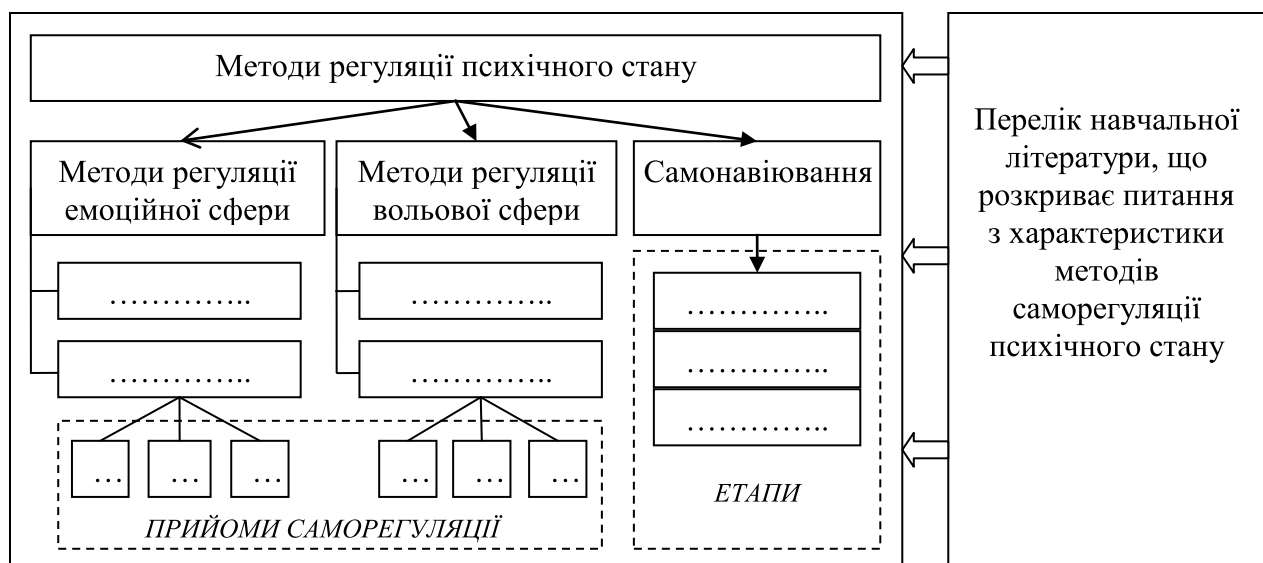 Методи регуляції психічного стану
Методи регуляції
емоційної сфери
Методи регуляції
вольової сфери
Самонавіювання
…………..
…………..
…………..
…………..
…………..
…………..
…………..
…
…
…
…
…
…
ПРИЙОМИ САМОРЕГУЛЯЦІЇ
ЕТАПИ
Перелік навчальної
літератури, що
розкриває питання
з характеристики
методів
саморегуляції
психічного стану